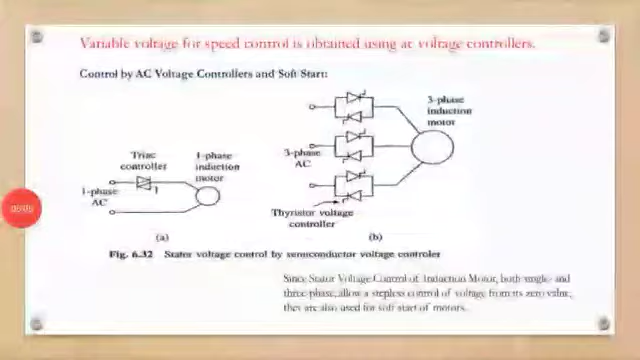 Variable voltage for speed control is obtained using ac voltage controllers.
Control by AC Voltage Controllers and Soft Start:
Triac
controller
1-phase
induction
motor
1-phase
AC
(a)
3-phase
AC
3-phase
induction
motor
Thyristor voltage
controller
(b)
Fig. 6.32 Stator voltage control by semiconductor voltage controler
Since Stator Voltage Control of Induction Motor, both single- and
three-phase, allow a stepless control of voltage from its zero value,
they are also used for soft start of motors.